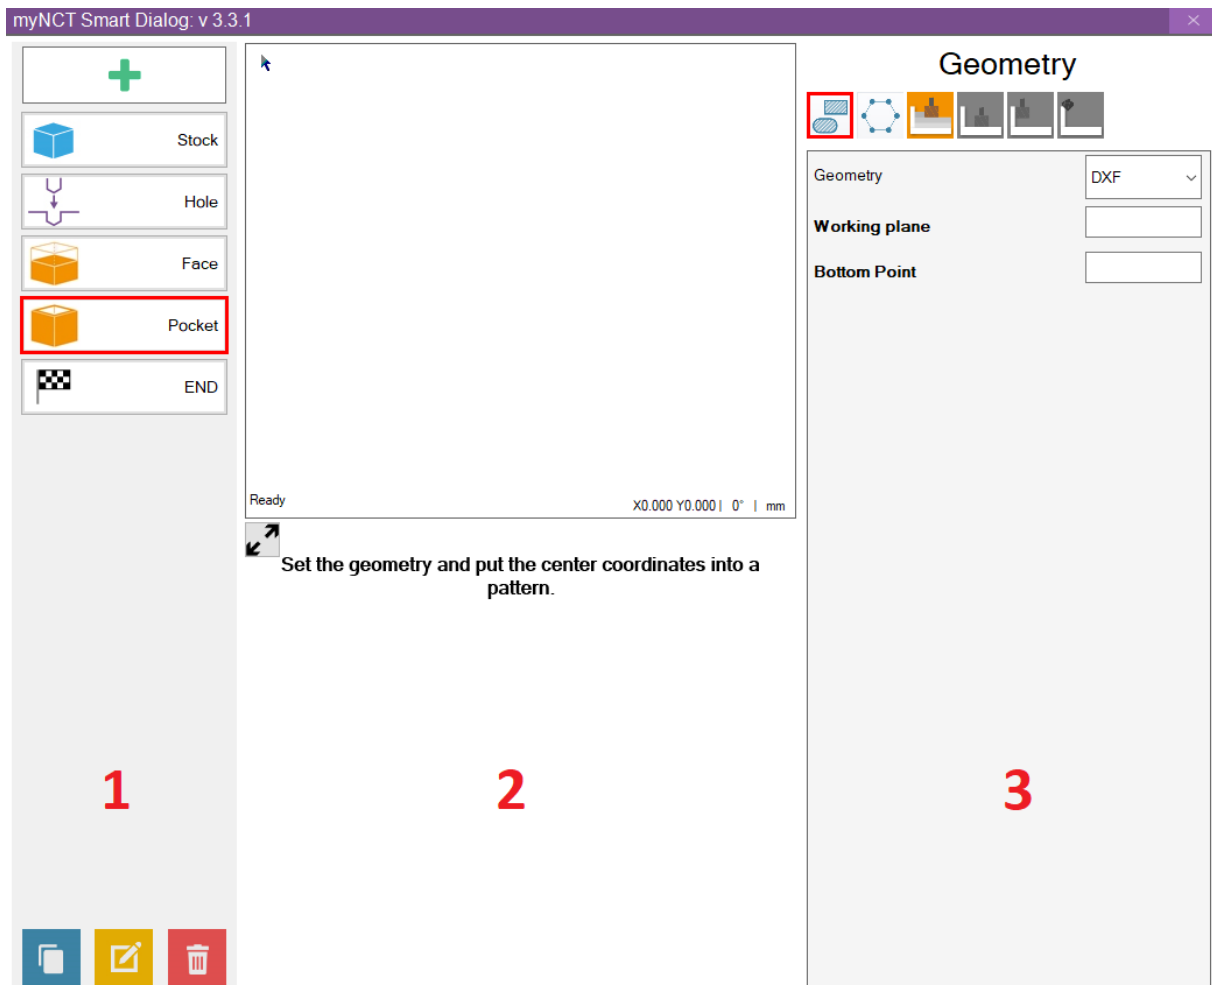 myNCT Smart Dialog: v 3.3.1
Stock
Hole
Face
Pocket
END
1
Ready
X0.000 Y0.000 | 0° | mm
Set the geometry and put the center coordinates into a
pattern.
2
Geometry
Geometry DXF
Working plane
Bottom Point
3